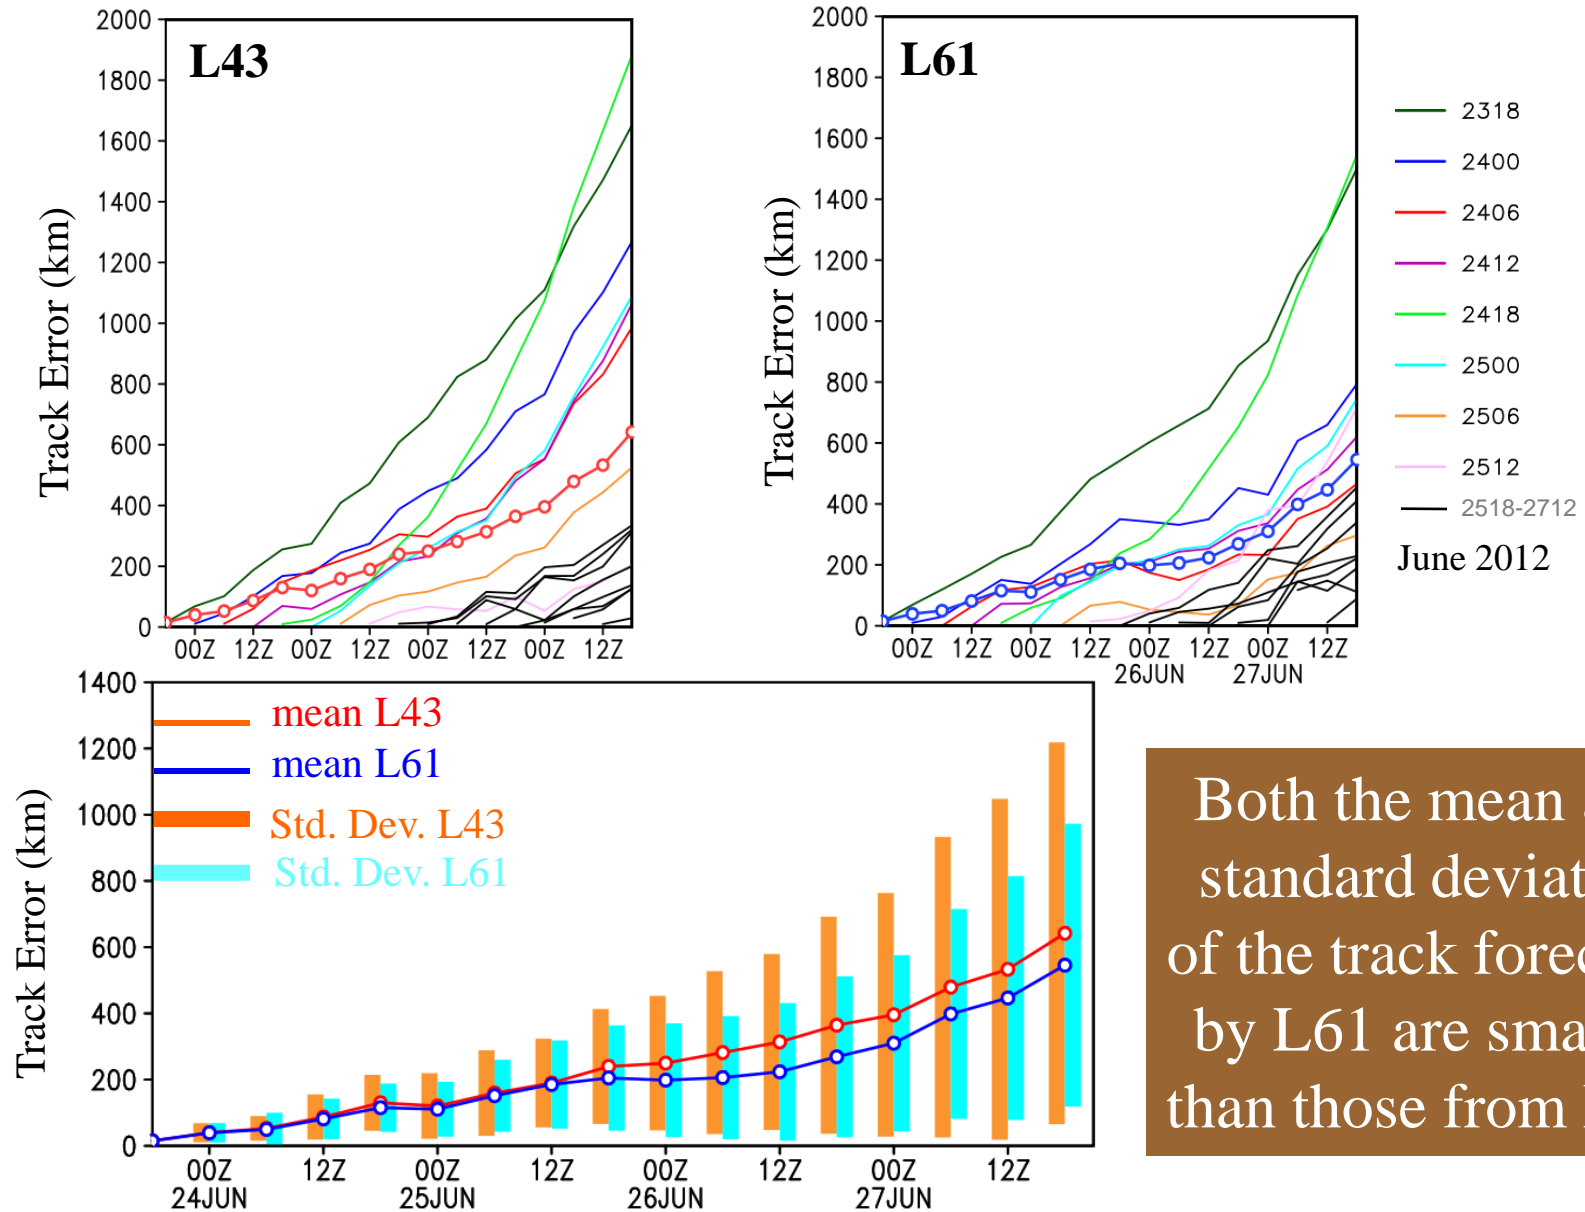 L43
2000
1800
1600
1400
1200
1000
800
600
400
200
0
Track Error (km)
00Z 12Z 00Z 12Z 00Z 12Z 00Z 12Z
L61
2000
1800
1600
1400
1200
1000
800
600
400
200
0
Track Error (km)
00Z 12Z 00Z 12Z 00Z 12Z 00Z 12Z
26JUN 27JUN
2318
2400
2406
2412
2418
2500
2506
2512
2518-2712
June 2012
1400
1200
1000
800
600
400
200
0
Track Error (km)
mean L43
mean L61
Std. Dev. L43
Std. Dev. L61
00Z 12Z 00Z 12Z 00Z 12Z 00Z 12Z
24JUN 25JUN 26JUN 27JUN
Both the mean
standard deviat
of the track forec
by L61 are sma
than those from